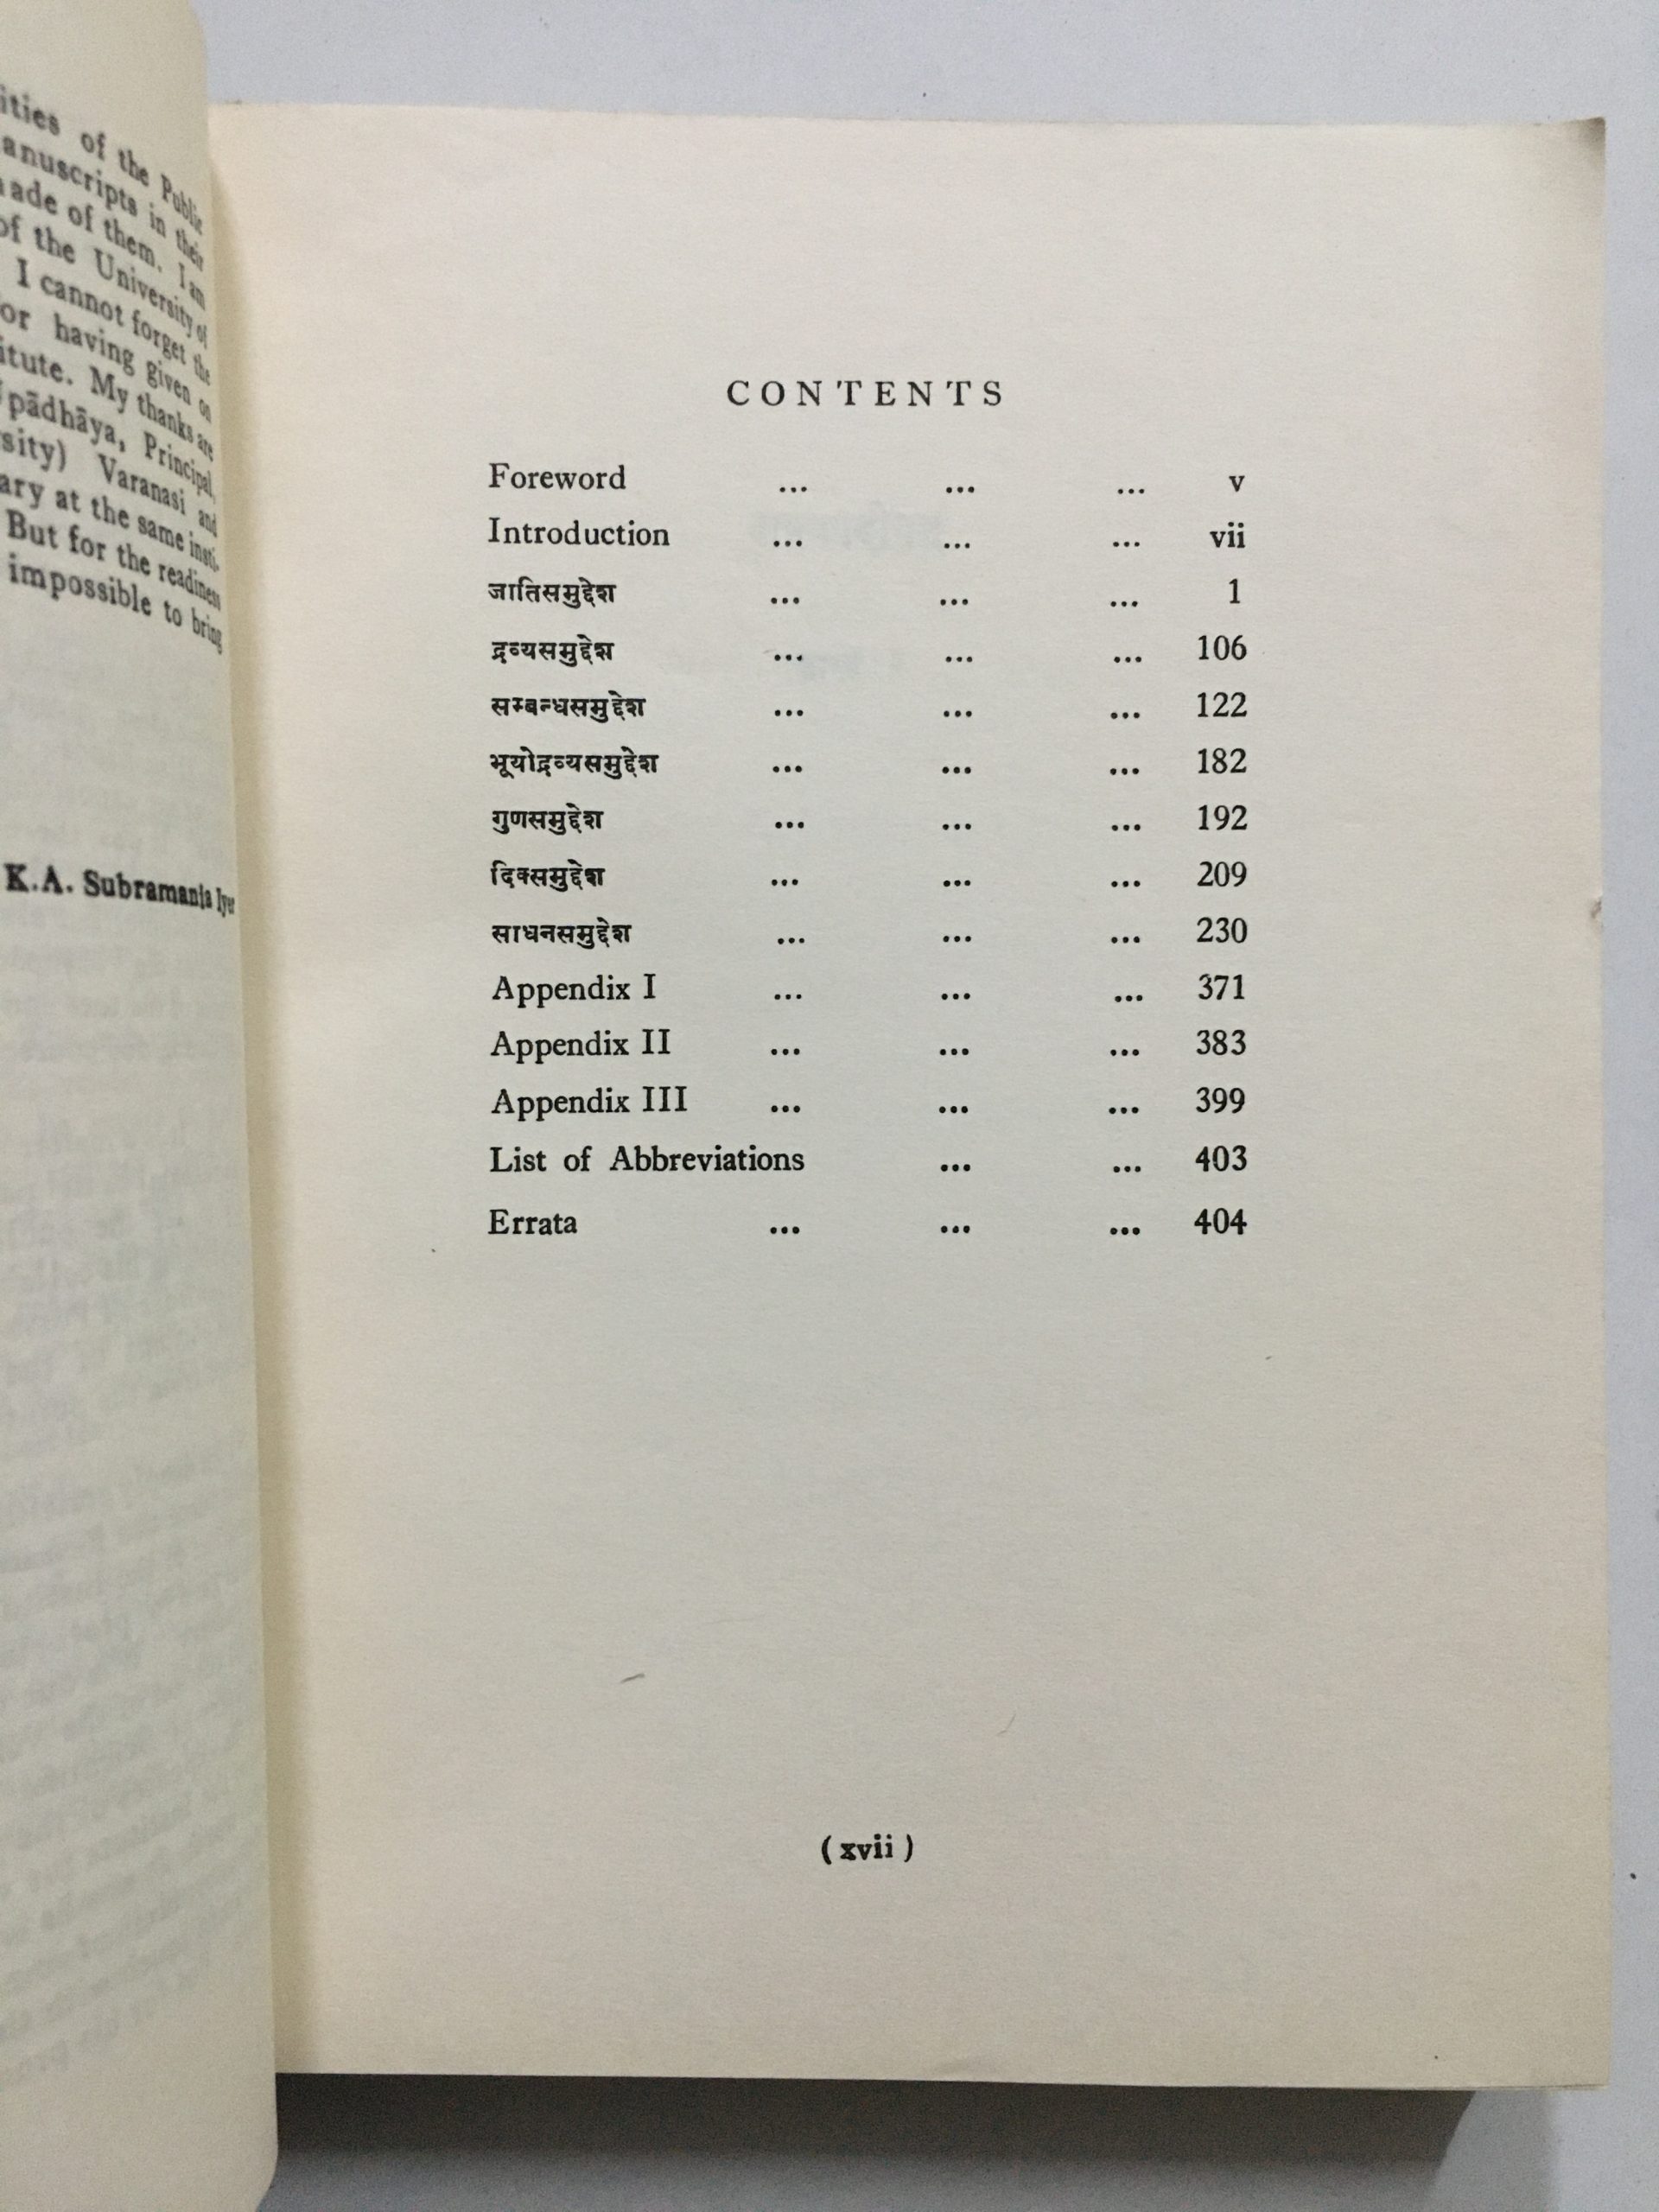 ities of the Public
anuscripts in their
ade of them. I am
of the University of
I cannot forget the
or having given on
itute. My thanks are
pādhāya, Principal,
sity) Varanasi and
ary at the same insti-
But for the readiness
impossible to bring
K.A. Subramania Iyer
CONTENTS
Foreword ... ... ... v
Introduction ... ... ... vii
जातिसमुद्देश ... ... ... 1
द्रव्यसमुद्देश ... ... ... 106
सम्बन्धसमुद्देश ... ... ... 122
भूयोद्रव्यसमुद्देश ... ... ... 182
गुणसमुद्देश ... ... ... 192
दिक्समुद्देश ... ... ... 209
साधनसमुद्देश ... ... ... 230
Appendix I ... ... ... 371
Appendix II ... ... ... 383
Appendix III ... ... ... 399
List of Abbreviations ... ... 403
Errata ... ... ... 404
( xvii )